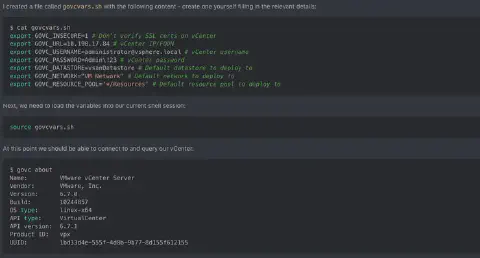 I created a file called govcvars.sh with the following content - create one yourself filling in the relevant details:
$ cat govcvars.sh
export GOVC_INSECURE=1 # Don't verify SSL certs on vCenter
export GOVC_URL=10.198.17.84 # vCenter IP/FQDN
export GOVC_USERNAME=administrator@vsphere.local # vCenter username
export GOVC_PASSWORD=Admin\!23 # vCenter password
export GOVC_DATASTORE=vsanDatastore # Default datastore to deploy to
export GOVC_NETWORK="VM Network" # Default network to deploy to
export GOVC_RESOURCE_POOL='*/Resources' # Default resource pool to deploy to
Next, we need to load the variables into our current shell session:
source govcvars.sh
At this point we should be able to connect to and query our vCenter:
$ govc about
Name: VMware vCenter Server
Vendor: VMware, Inc.
Version: 6.7.0
Build: 10244857
OS type: linux-x64
API type: VirtualCenter
API version: 6.7.1
Product ID: vpx
UUID: